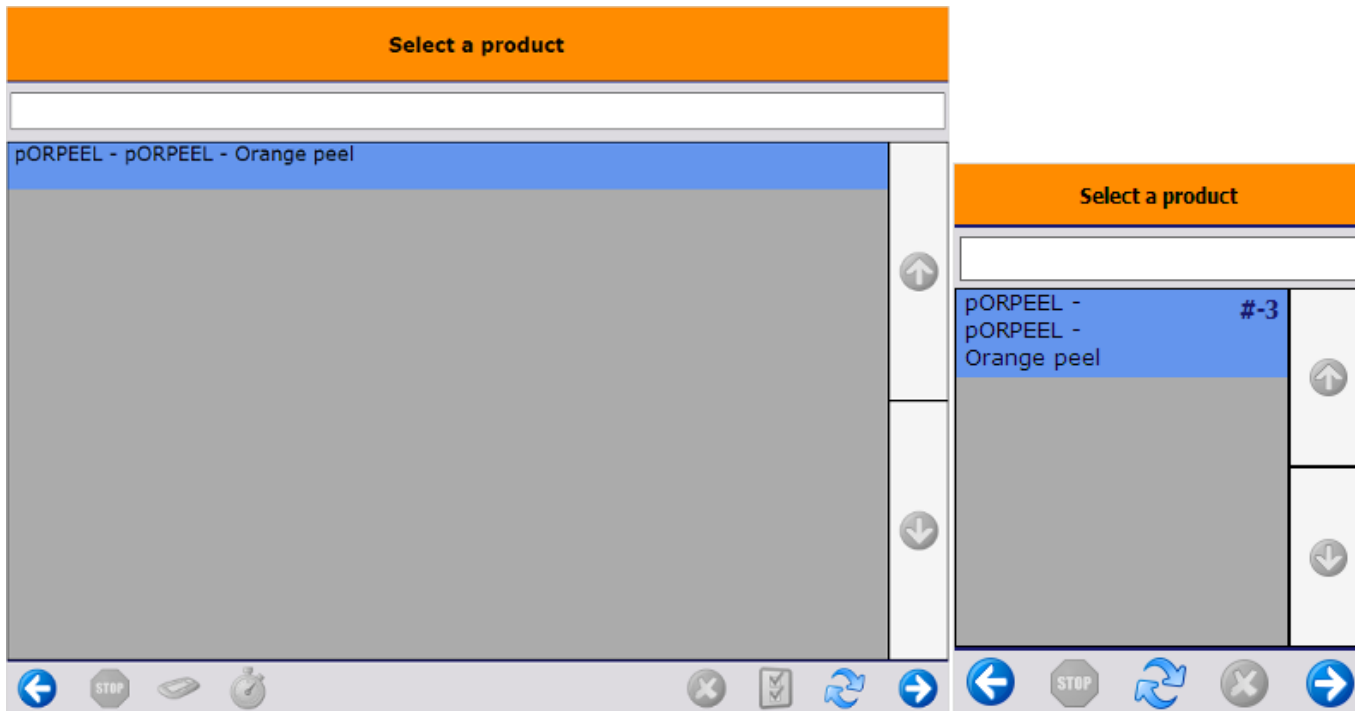 Select a product
pORPEEL - pORPEEL - Orange peel
STOP
Select a product
pORPEEL -
#-3
pORPEEL -
Orange peel
STOP